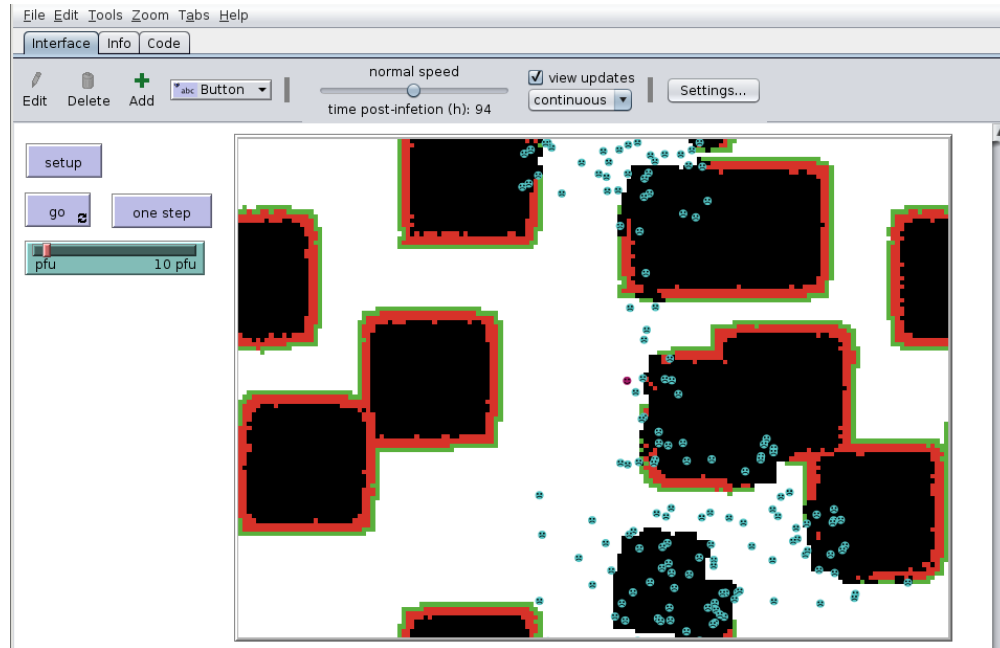 File Edit Tools Zoom Tabs Help
Interface Info Code
Edit Delete Add abc Button normal speed time post-infetion (h): 94 view updates continuous Settings...
setup
go one step
pfu 10 pfu